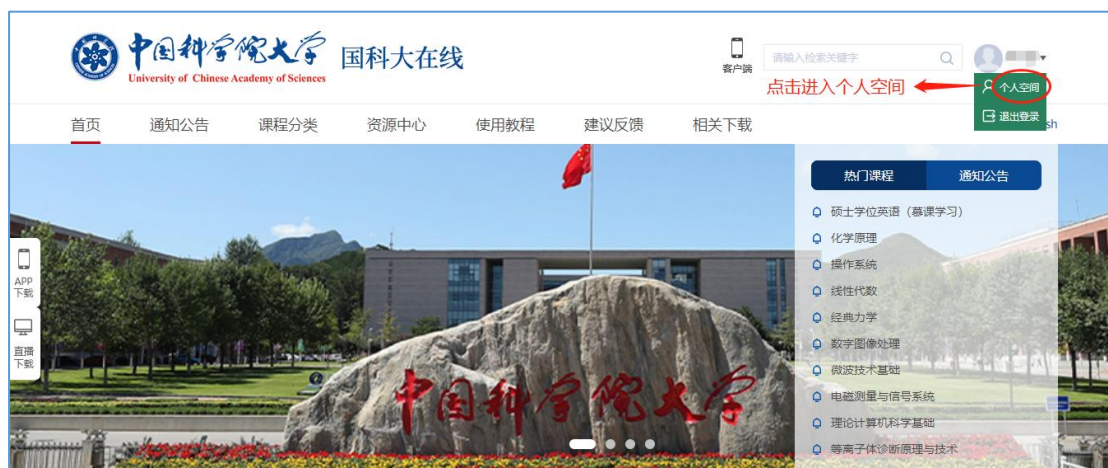 中国科学院大学
University of Chinese Academy of Sciences
国科大在线
客户端
请输入检索关键字
点击进入个人空间
个人空间
退出登录
sh
首页 通知公告 课程分类 资源中心 使用教程 建议反馈 相关下载
热门课程 通知公告
硕士学位英语（慕课学习）
化学原理
操作系统
线性代数
经典力学
数字图像处理
微波技术基础
电磁测量与信号系统
理论计算机科学基础
等离子体诊断原理与技术
APP
下载
直播
下载
中国科学院大学